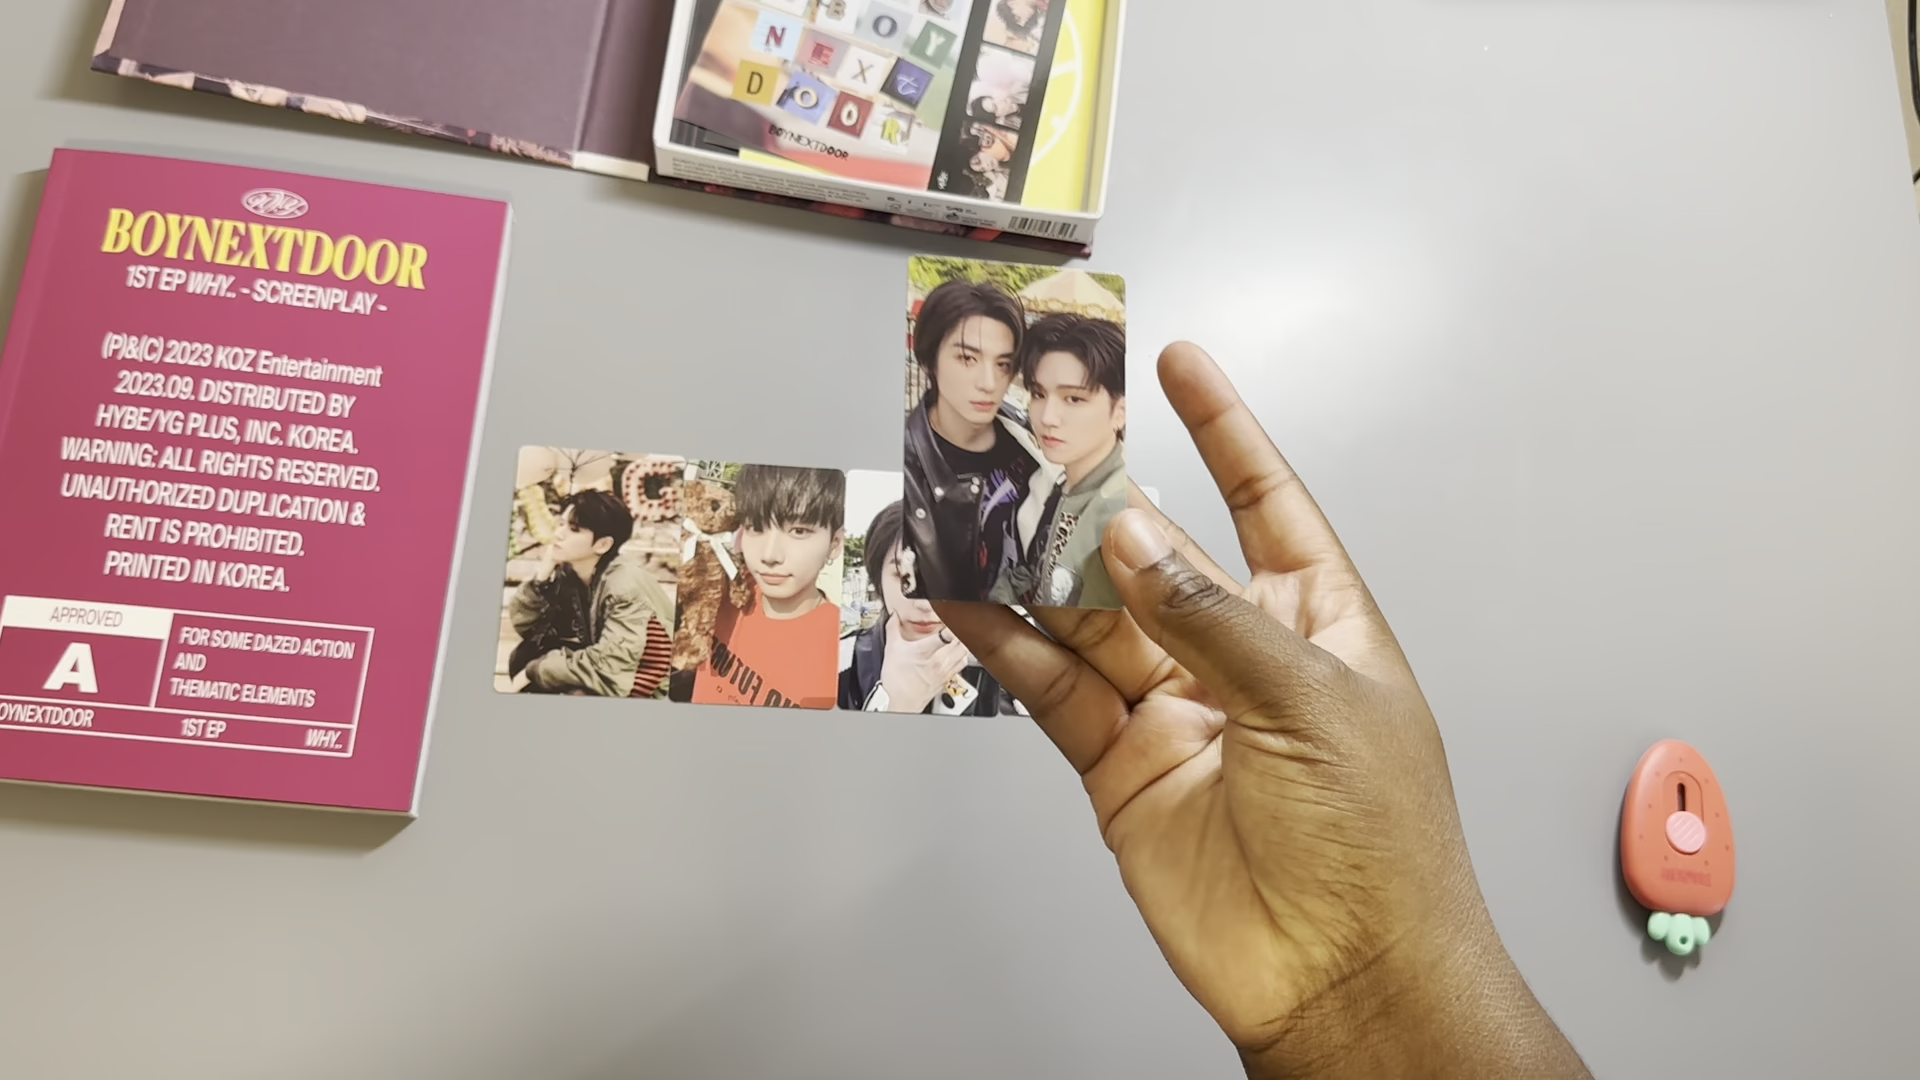 BOY
NEXT
DOOR
BOYNEXTDOOR
Why..
BOYNEXTDOOR
1ST EP WHY.. - SCREENPLAY -
(P)&(C) 2023 KOZ Entertainment
2023.09. DISTRIBUTED BY
HYBE/YG PLUS, INC. KOREA.
WARNING: ALL RIGHTS RESERVED.
UNAUTHORIZED DUPLICATION &
RENT IS PROHIBITED.
PRINTED IN KOREA.
APPROVED
A
FOR SOME DAZED ACTION
AND
THEMATIC ELEMENTS
OYNEXTDOOR
1ST EP
WHY..
G